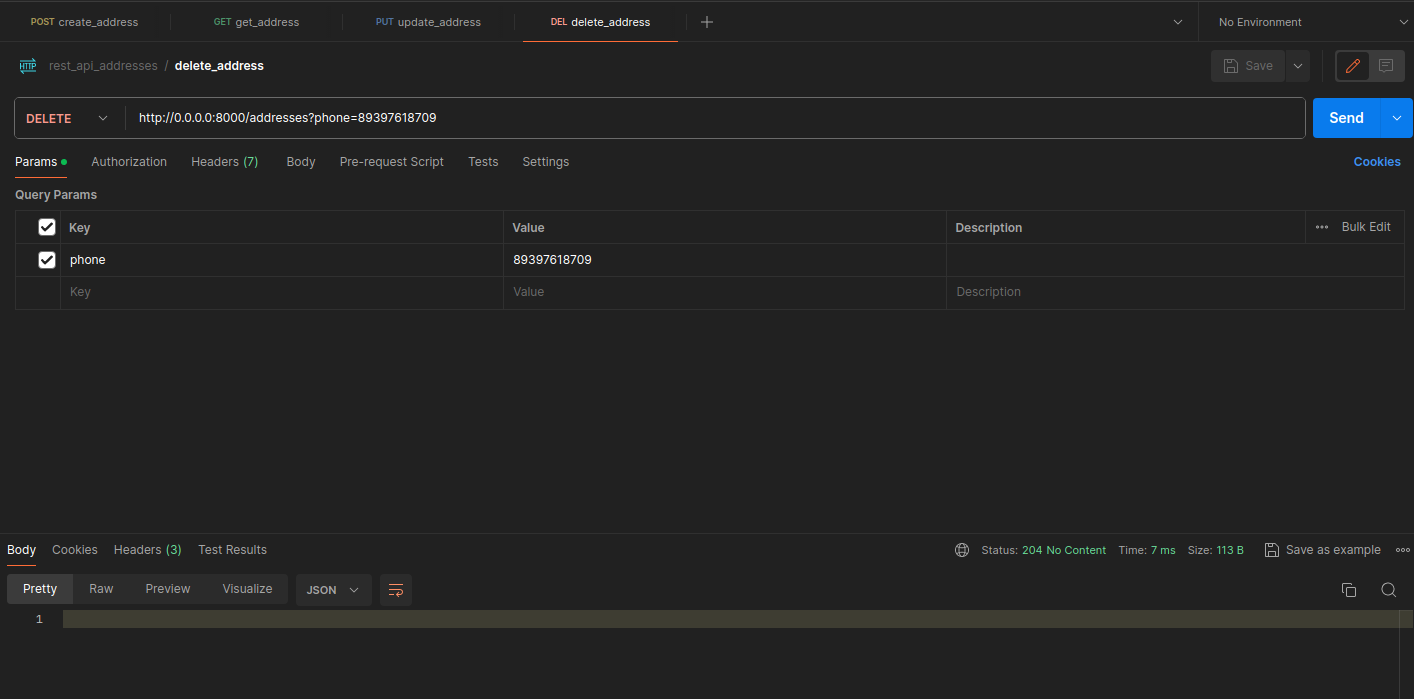 POST create_address GET get_address PUT update_address DEL delete_address No Environment
HTTP rest_api_addresses / delete_address Save
DELETE http://0.0.0.0:8000/addresses?phone=89397618709 Send
Params Authorization Headers (7) Body Pre-request Script Tests Settings Cookies
Query Params
Key Value Description Bulk Edit
phone 89397618709
Key Value Description
Body Cookies Headers (3) Test Results Status: 204 No Content Time: 7 ms Size: 113 B Save as example
Pretty Raw Preview Visualize JSON
1